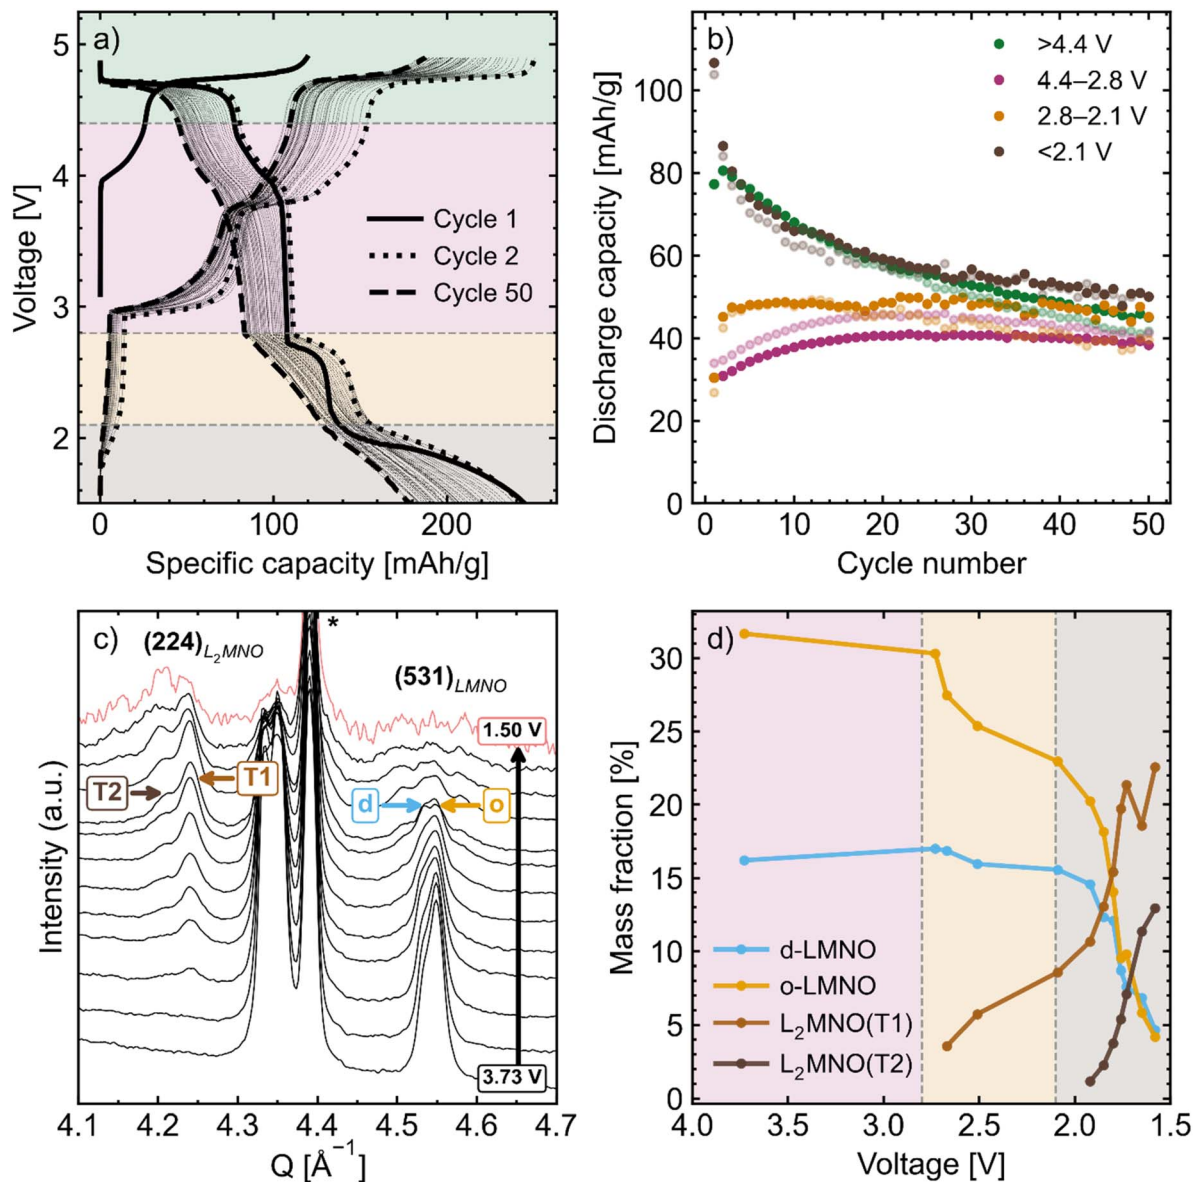 a)
5
4
3
2
Voltage [V]
Cycle 1
Cycle 2
Cycle 50
0
100
200
Specific capacity [mAh/g]
b)
>4.4 V
4.4–2.8 V
2.8–2.1 V
<2.1 V
100
80
60
40
20
0
Discharge capacity [mAh/g]
0
10
20
30
40
50
Cycle number
c)
(224)L₂MNO
*
(531)LMNO
1.50 V
T2
T1
d
o
3.73 V
Intensity (a.u.)
4.1
4.2
4.3
4.4
4.5
4.6
4.7
Q [Å⁻¹]
d)
30
25
20
15
10
5
0
Mass fraction [%]
d-LMNO
o-LMNO
L₂MNO(T1)
L₂MNO(T2)
4.0
3.5
3.0
2.5
2.0
1.5
Voltage [V]